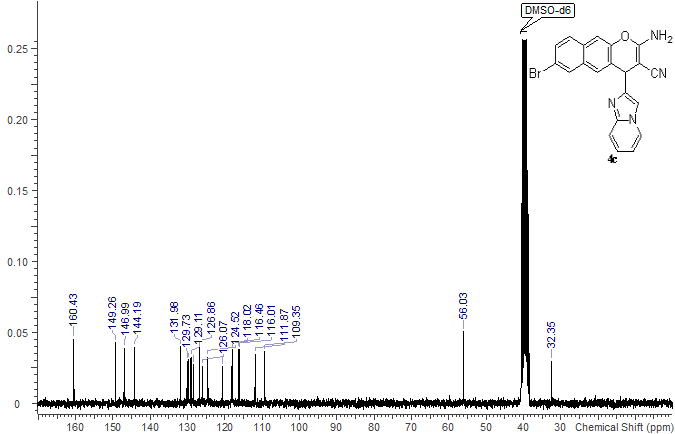 DMSO-d6
0.25
0.20
0.15
0.10
0.05
0
O
NH2
CN
Br
N
N
4c
160.43
149.26
146.99
144.19
131.98
129.73
129.11
126.86
126.07
124.52
118.02
116.46
116.01
111.87
109.35
56.03
32.35
160 150 140 130 120 110 100 90 80 70 60 50 40 30 20
Chemical Shift (ppm)